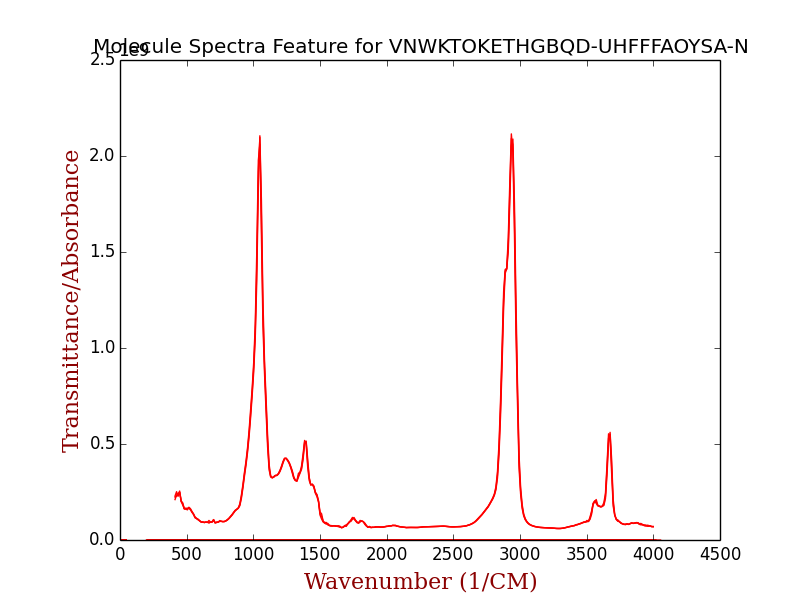 Molecule Spectra Feature for VNWKTOKETHGBQD-UHFFFAOYSA-N
1e9
2.5
2.0
1.5
1.0
0.5
0.0
Transmittance/Absorbance
0 500 1000 1500 2000 2500 3000 3500 4000 4500
Wavenumber (1/CM)